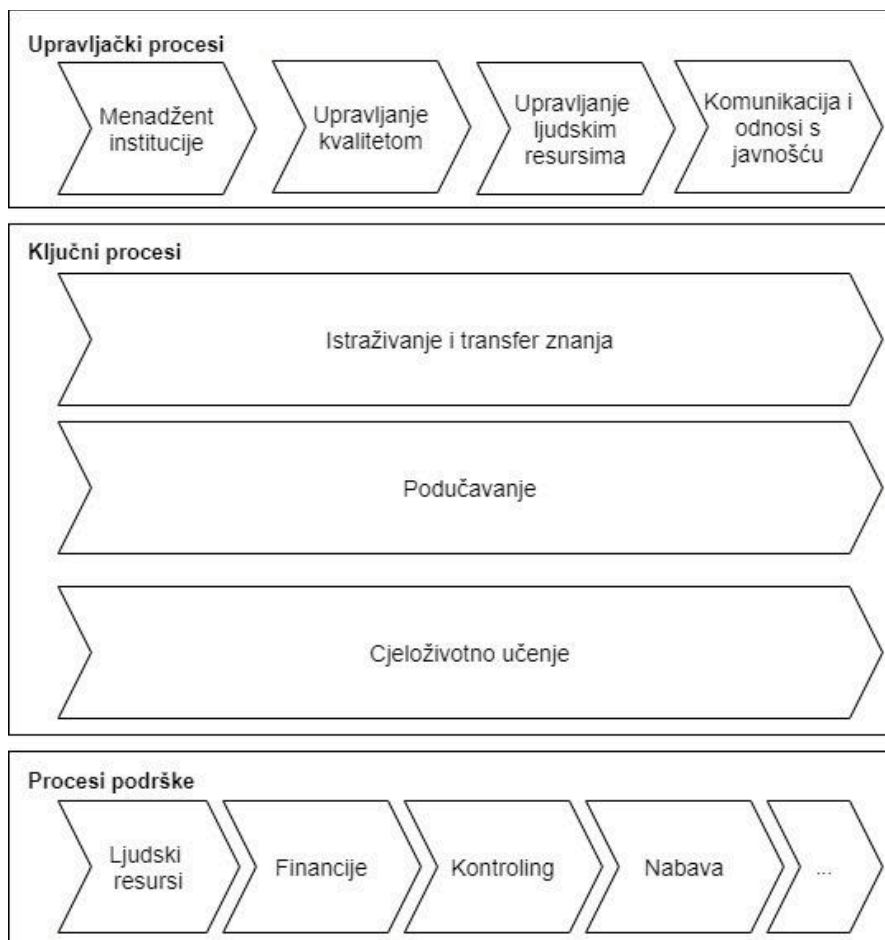 Upravljački procesi
Menadžent
institucije
Upravljanje
kvalitetom
Upravljanje
ljudskim
resursima
Komunikacija i
odnosi s
javnošću
Ključni procesi
Istraživanje i transfer znanja
Podučavanje
Cjeloživotno učenje
Procesi podrške
Ljudski
resursi
Financije
Kontroling
Nabava
...